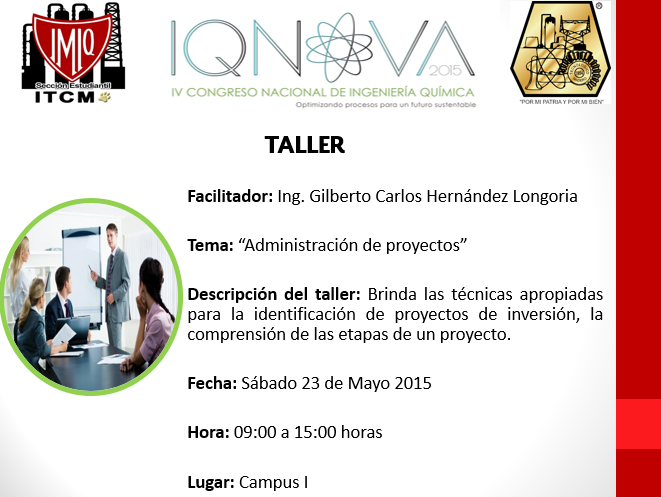 IMIQ
Sección Estudiantil
ITCM
IQNOVA
2015
IV CONGRESO NACIONAL DE INGENIERÍA QUÍMICA
Optimizando procesos para un futuro sustentable
®
"POR MI PATRIA Y POR MI BIEN"
TALLER
Facilitador: Ing. Gilberto Carlos Hernández Longoria
Tema: “Administración de proyectos”
Descripción del taller: Brinda las técnicas apropiadas
para la identificación de proyectos de inversión, la
comprensión de las etapas de un proyecto.
Fecha: Sábado 23 de Mayo 2015
Hora: 09:00 a 15:00 horas
Lugar: Campus I